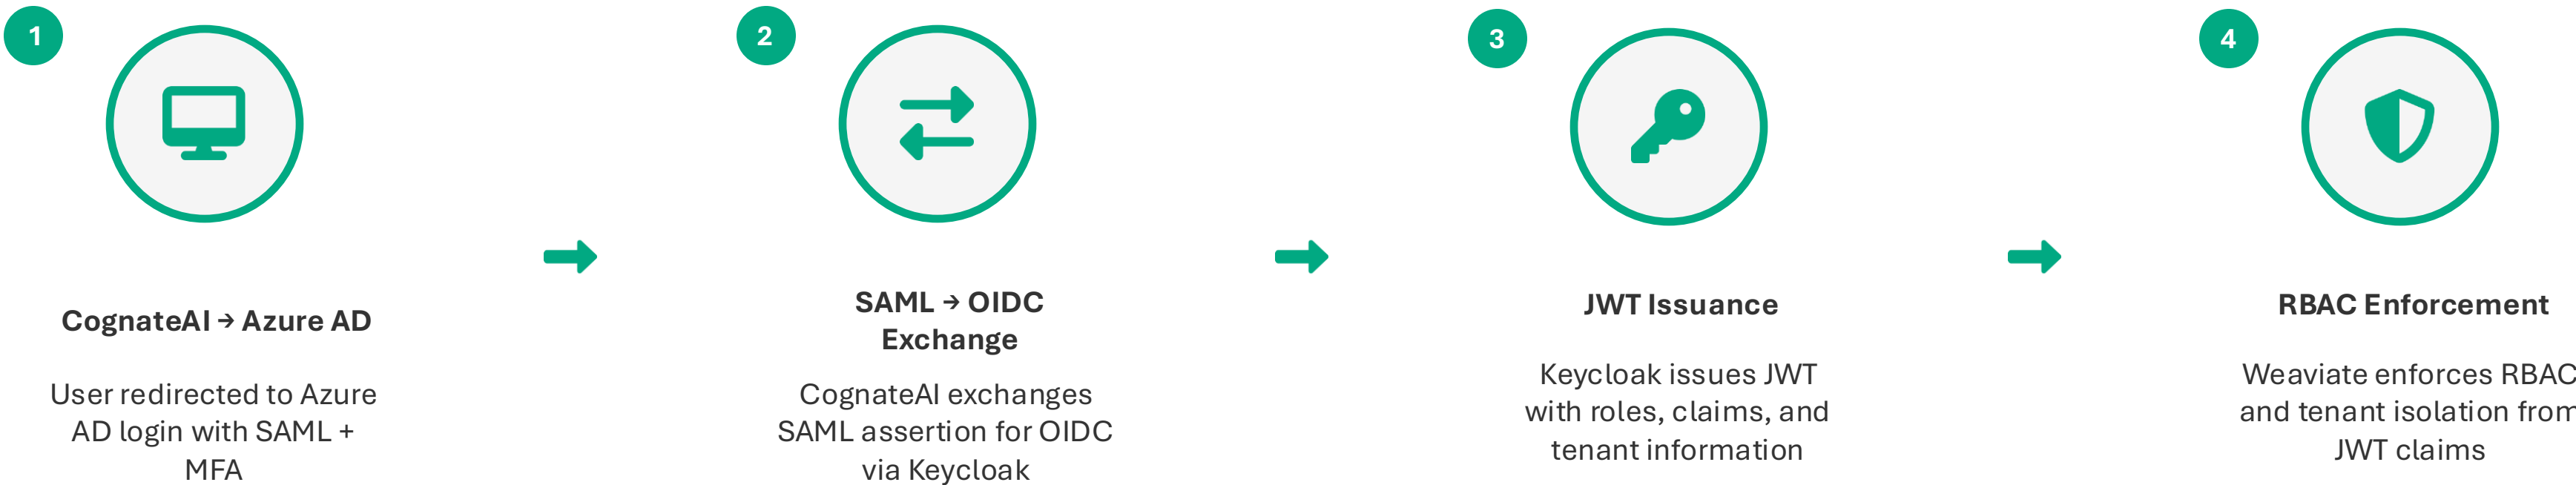 1
CognateAI → Azure AD
User redirected to Azure
AD login with SAML +
MFA
2
SAML → OIDC
Exchange
CognateAI exchanges
SAML assertion for OIDC
via Keycloak
3
JWT Issuance
Keycloak issues JWT
with roles, claims, and
tenant information
4
RBAC Enforcement
Weaviate enforces RBAC
and tenant isolation from
JWT claims